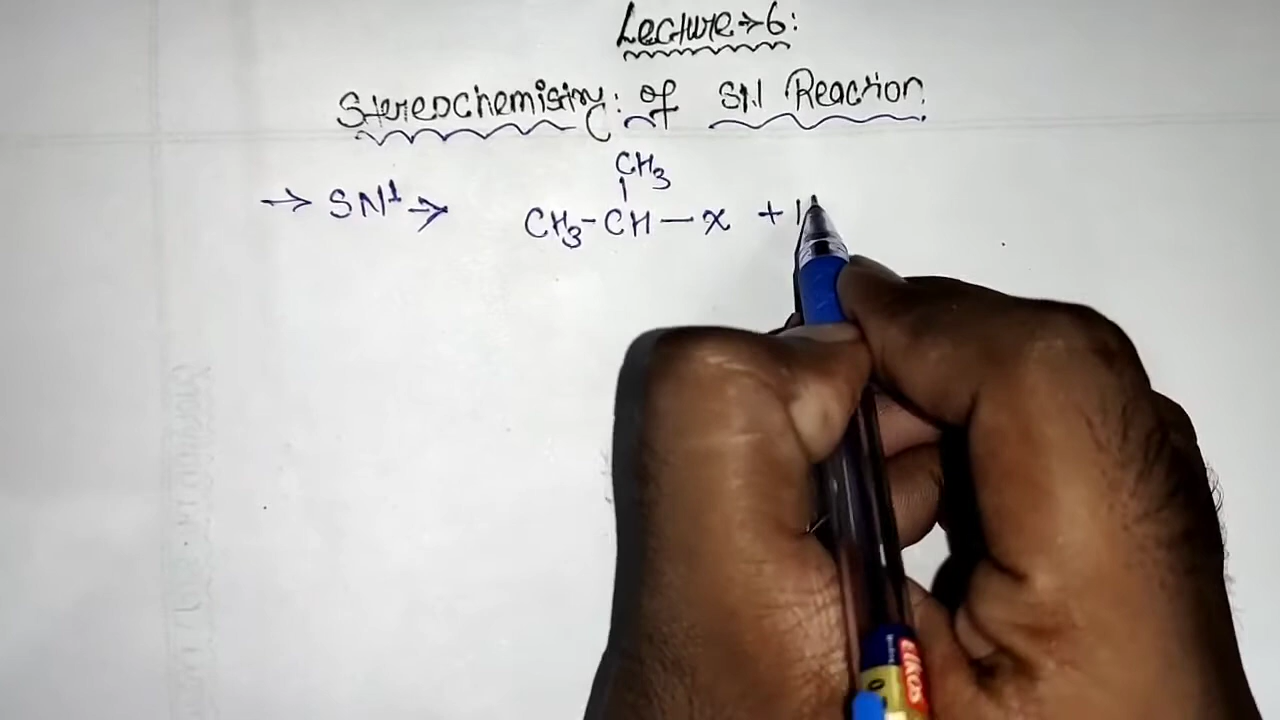 Lecture → 6:
Stereochemistry: of SN1 Reaction.
CH3
→ SN1 → CH3-CH-X +